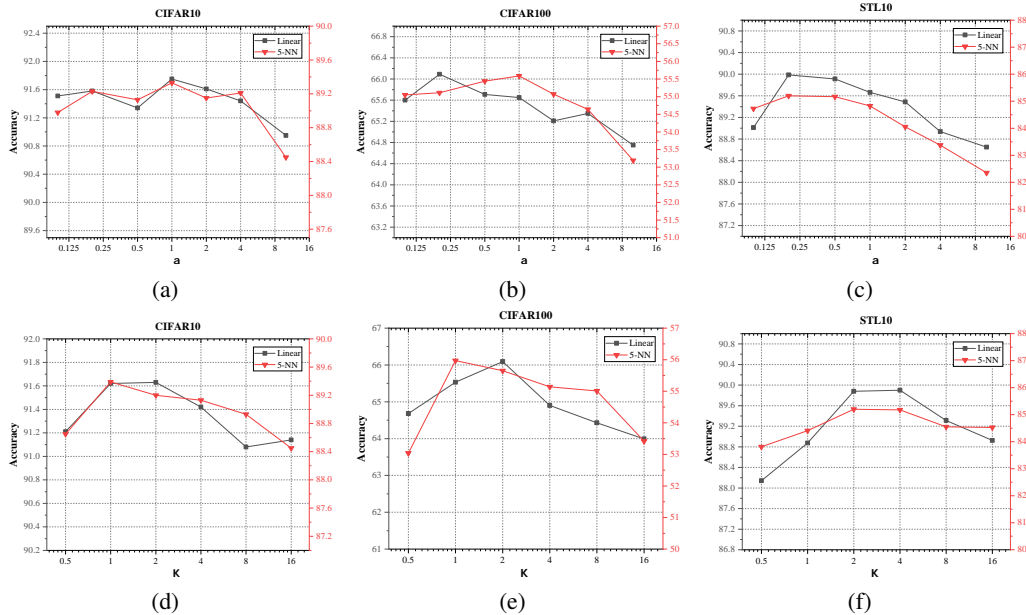 CIFAR10
CIFAR100
STL10
92.4
92.0
91.6
91.2
90.8
90.4
90.0
89.6
Accuracy
Linear
5-NN
90.0
89.6
89.2
88.8
88.4
88.0
87.6
0.125 0.25 0.5 1 2 4 8 16
a
66.8
66.4
66.0
65.6
65.2
64.8
64.4
64.0
63.6
63.2
Accuracy
Linear
5-NN
57.0
56.5
56.0
55.5
55.0
54.5
54.0
53.5
53.0
52.5
52.0
51.5
51.0
0.125 0.25 0.5 1 2 4 8 16
a
90.8
90.4
90.0
89.6
89.2
88.8
88.4
88.0
87.6
87.2
Accuracy
Linear
5-NN
88
87
86
85
84
83
82
81
80
0.125 0.25 0.5 1 2 4 8 16
a
(a)
(b)
(c)
CIFAR10
CIFAR100
STL10
92.0
91.8
91.6
91.4
91.2
91.0
90.8
90.6
90.4
90.2
Accuracy
Linear
5-NN
90.0
89.6
89.2
88.8
88.4
88.0
87.6
87.2
0.5 1 2 4 8 16
K
67
66
65
64
63
62
61
Accuracy
Linear
5-NN
57
56
55
54
53
52
51
50
0.5 1 2 4 8 16
K
90.8
90.4
90.0
89.6
89.2
88.8
88.4
88.0
87.6
87.2
86.8
Accuracy
Linear
5-NN
88
87
86
85
84
83
82
81
80
0.5 1 2 4 8 16
K
(d)
(e)
(f)